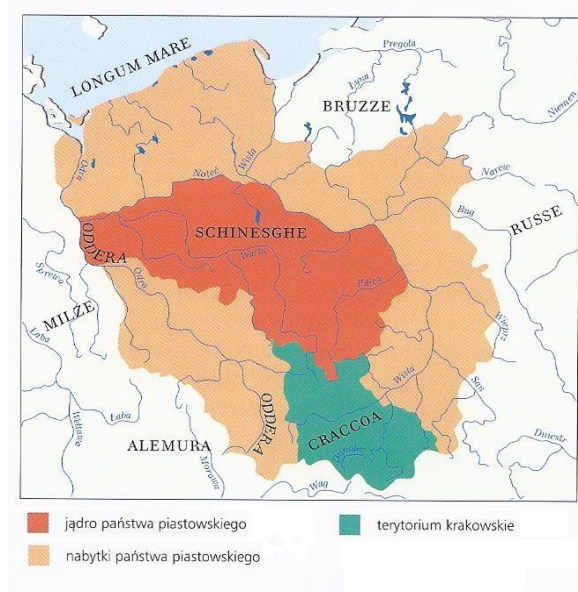 LONGUM MARE
Pregoła
Łyna
BRUZZE
Niemen
Odra
Wisła
Noteć
Narew
Bug
RUSSE
SCHINESGHE
ODDERA
Warta
Odra
Pilica
Sprewa
MILZE
Łaba
Wieprz
Wisła
San
ODDERA
CRACCOA
Łaba
Wełtawa
ALEMURA
Morawa
Wag
Dniestr
jądro państwa piastowskiego
terytorium krakowskie
nabytki państwa piastowskiego